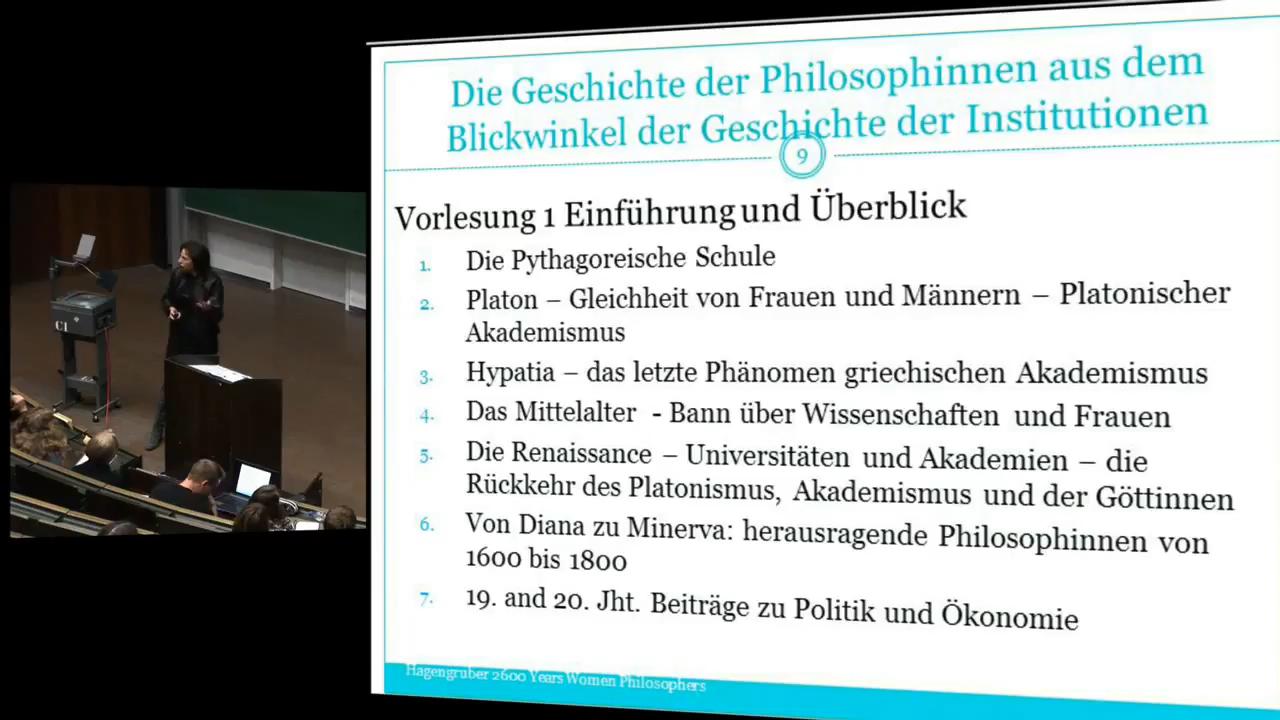 Die Geschichte der Philosophinnen aus dem
Blickwinkel der Geschichte der Institutionen
9
Vorlesung 1 Einführung und Überblick
1. Die Pythagoreische Schule
2. Platon – Gleichheit von Frauen und Männern – Platonischer
Akademismus
3. Hypatia – das letzte Phänomen griechischen Akademismus
4. Das Mittelalter - Bann über Wissenschaften und Frauen
5. Die Renaissance – Universitäten und Akademien – die
Rückkehr des Platonismus, Akademismus und der Göttinnen
6. Von Diana zu Minerva: herausragende Philosophinnen von
1600 bis 1800
7. 19. and 20. Jht. Beiträge zu Politik und Ökonomie
Hagengruber 2600 Years Women Philosophers
C1